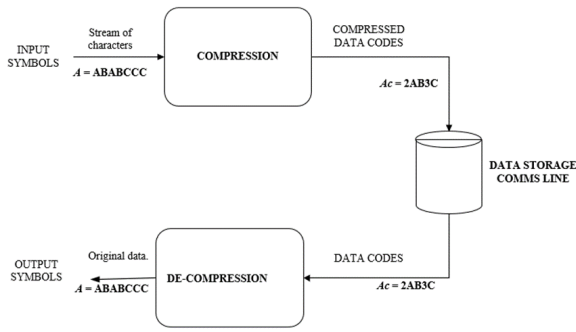 INPUT
SYMBOLS
Stream of
characters
A = ABABCCC
COMPRESSION
COMPRESSED
DATA CODES
Ac = 2AB3C
DATA STORAGE
COMMS LINE
OUTPUT
SYMBOLS
Original data.
A = ABABCCC
DE-COMPRESSION
DATA CODES
Ac = 2AB3C